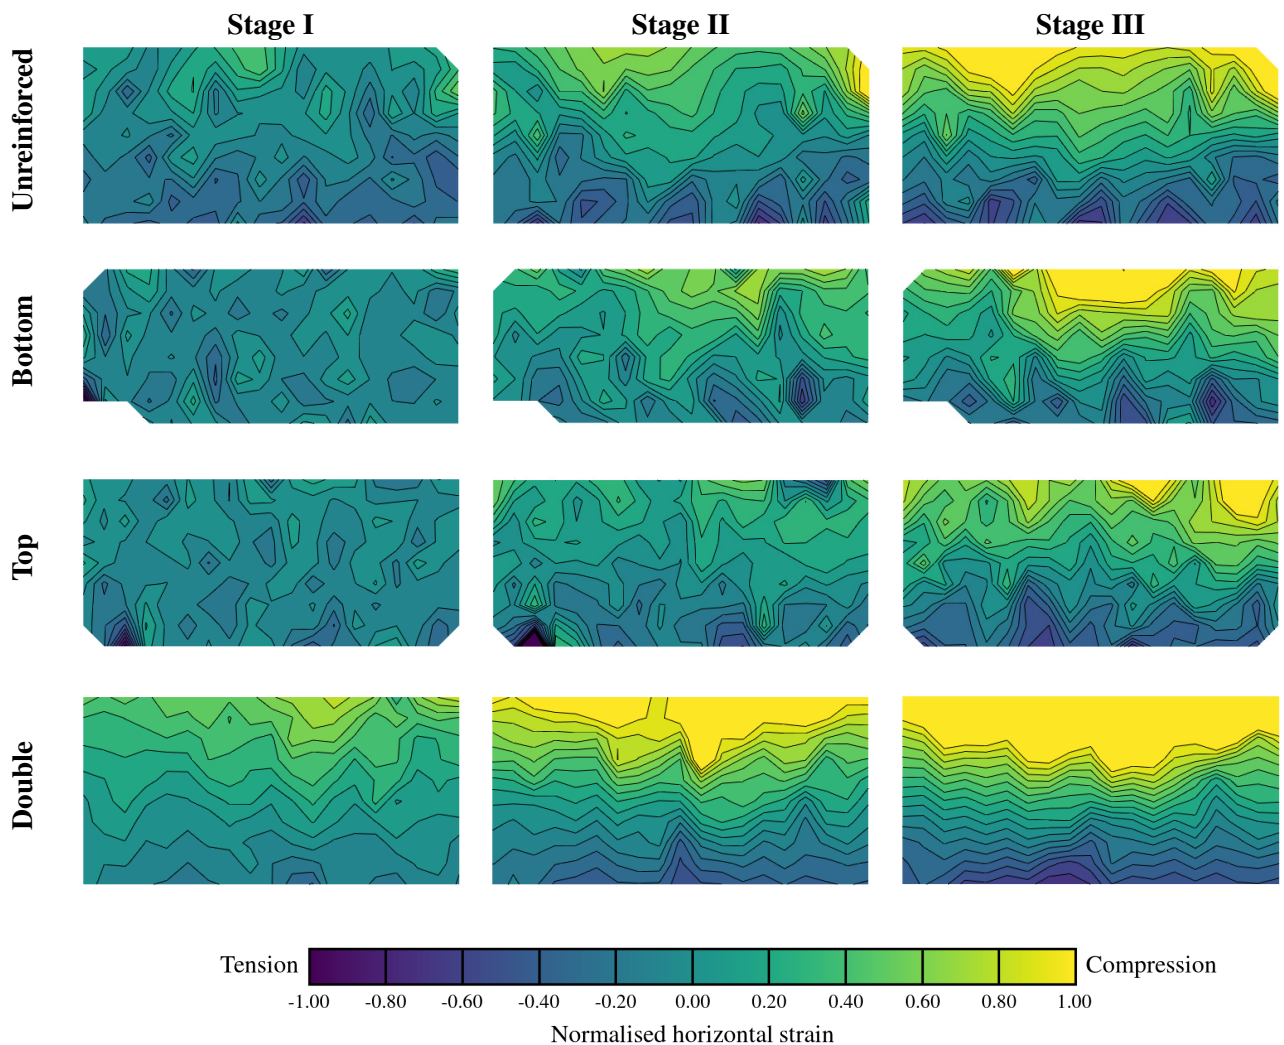 Stage I
Stage II
Stage III
Unreinforced
Bottom
Top
Double
Tension
Compression
-1.00 -0.80 -0.60 -0.40 -0.20 0.00 0.20 0.40 0.60 0.80 1.00
Normalised horizontal strain